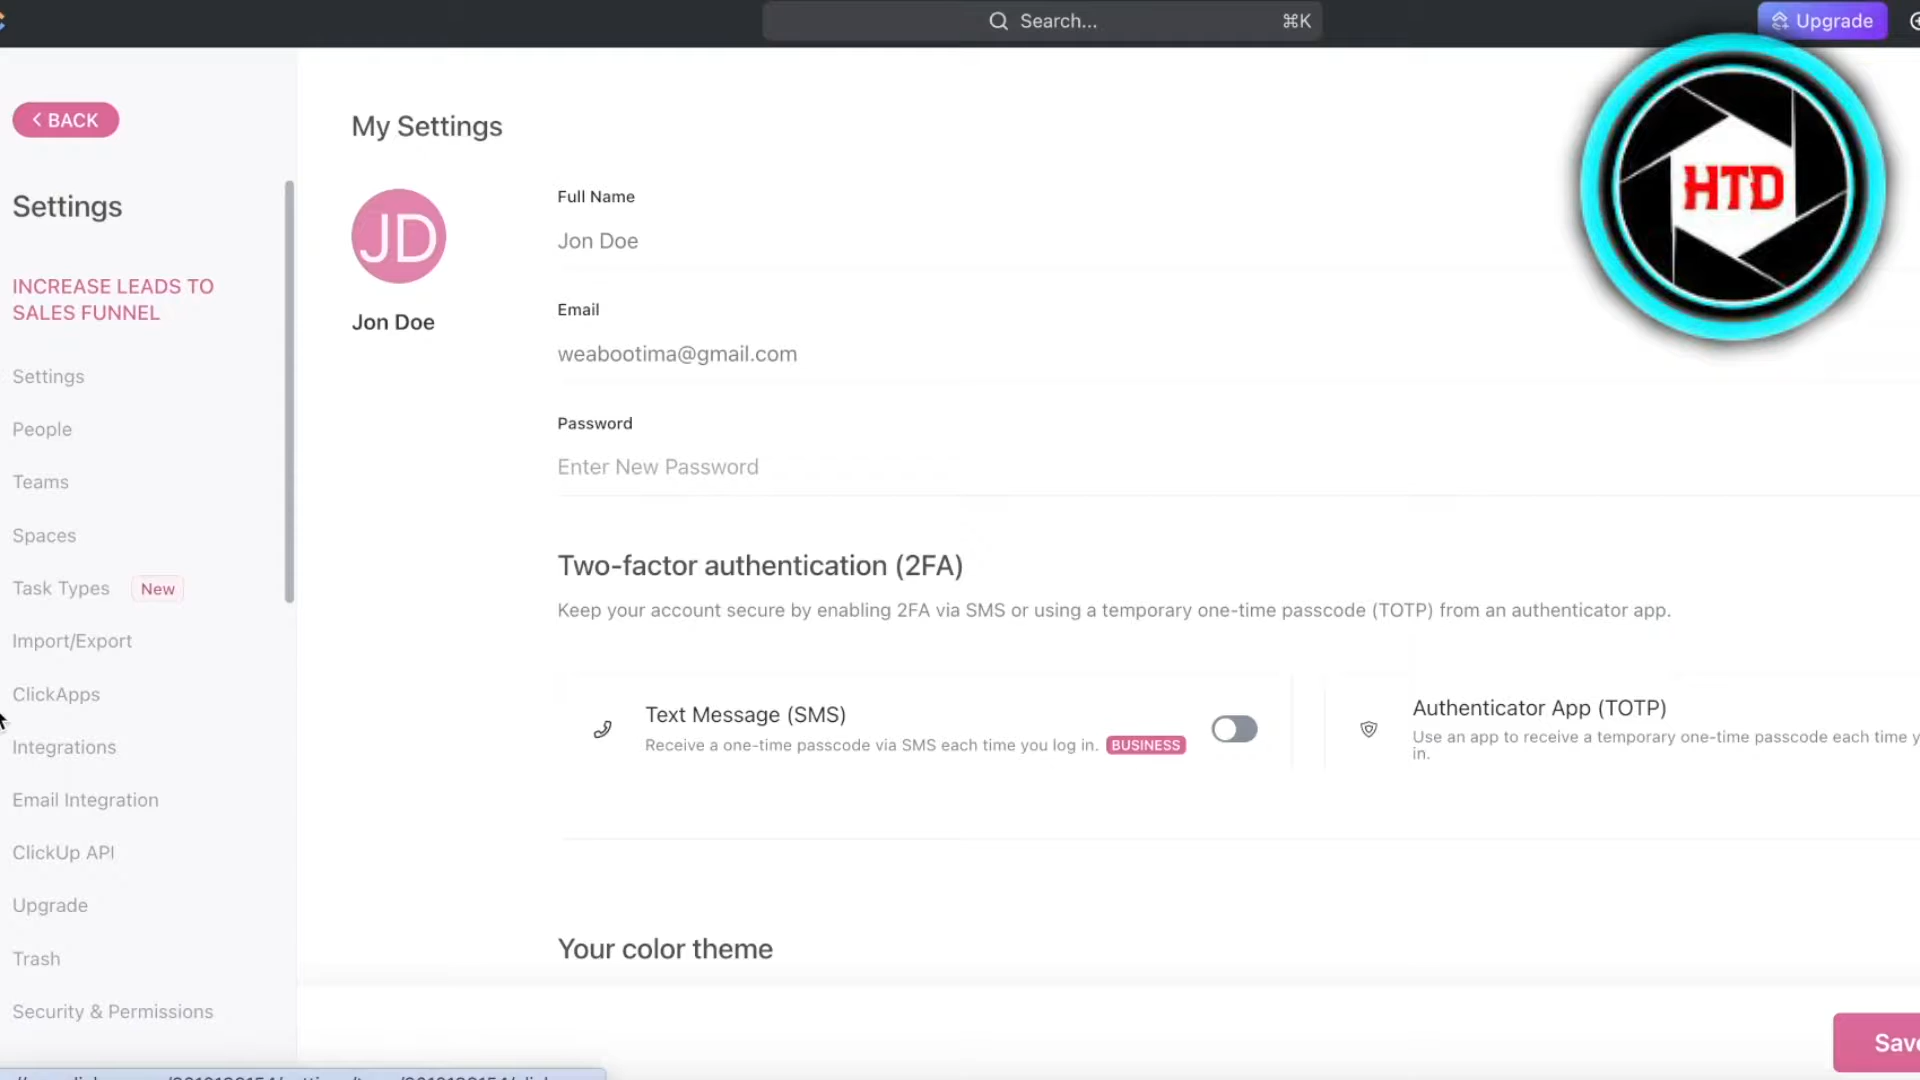 Search...
⌘K
Upgrade
HTD
BACK
Settings
INCREASE LEADS TO
SALES FUNNEL
Settings
People
Teams
Spaces
Task Types New
Import/Export
ClickApps
Integrations
Email Integration
ClickUp API
Upgrade
Trash
Security & Permissions
My Settings
JD
Jon Doe
Full Name
Jon Doe
Email
weabootima@gmail.com
Password
Enter New Password
Two-factor authentication (2FA)
Keep your account secure by enabling 2FA via SMS or using a temporary one-time passcode (TOTP) from an authenticator app.
Text Message (SMS)
Receive a one-time passcode via SMS each time you log in. BUSINESS
Authenticator App (TOTP)
Use an app to receive a temporary one-time passcode each time
in.
Your color theme
Save